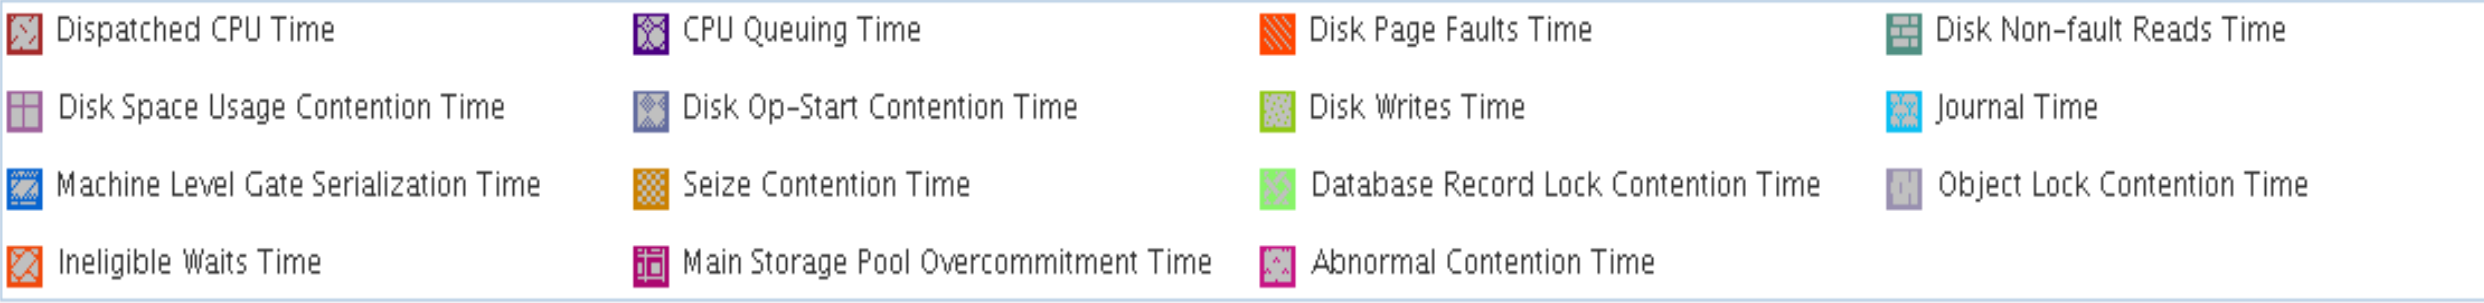 Dispatched CPU Time
CPU Queuing Time
Disk Page Faults Time
Disk Non-fault Reads Time
Disk Space Usage Contention Time
Disk Op-Start Contention Time
Disk Writes Time
Journal Time
Machine Level Gate Serialization Time
Seize Contention Time
Database Record Lock Contention Time
Object Lock Contention Time
Ineligible Waits Time
Main Storage Pool Overcommitment Time
Abnormal Contention Time